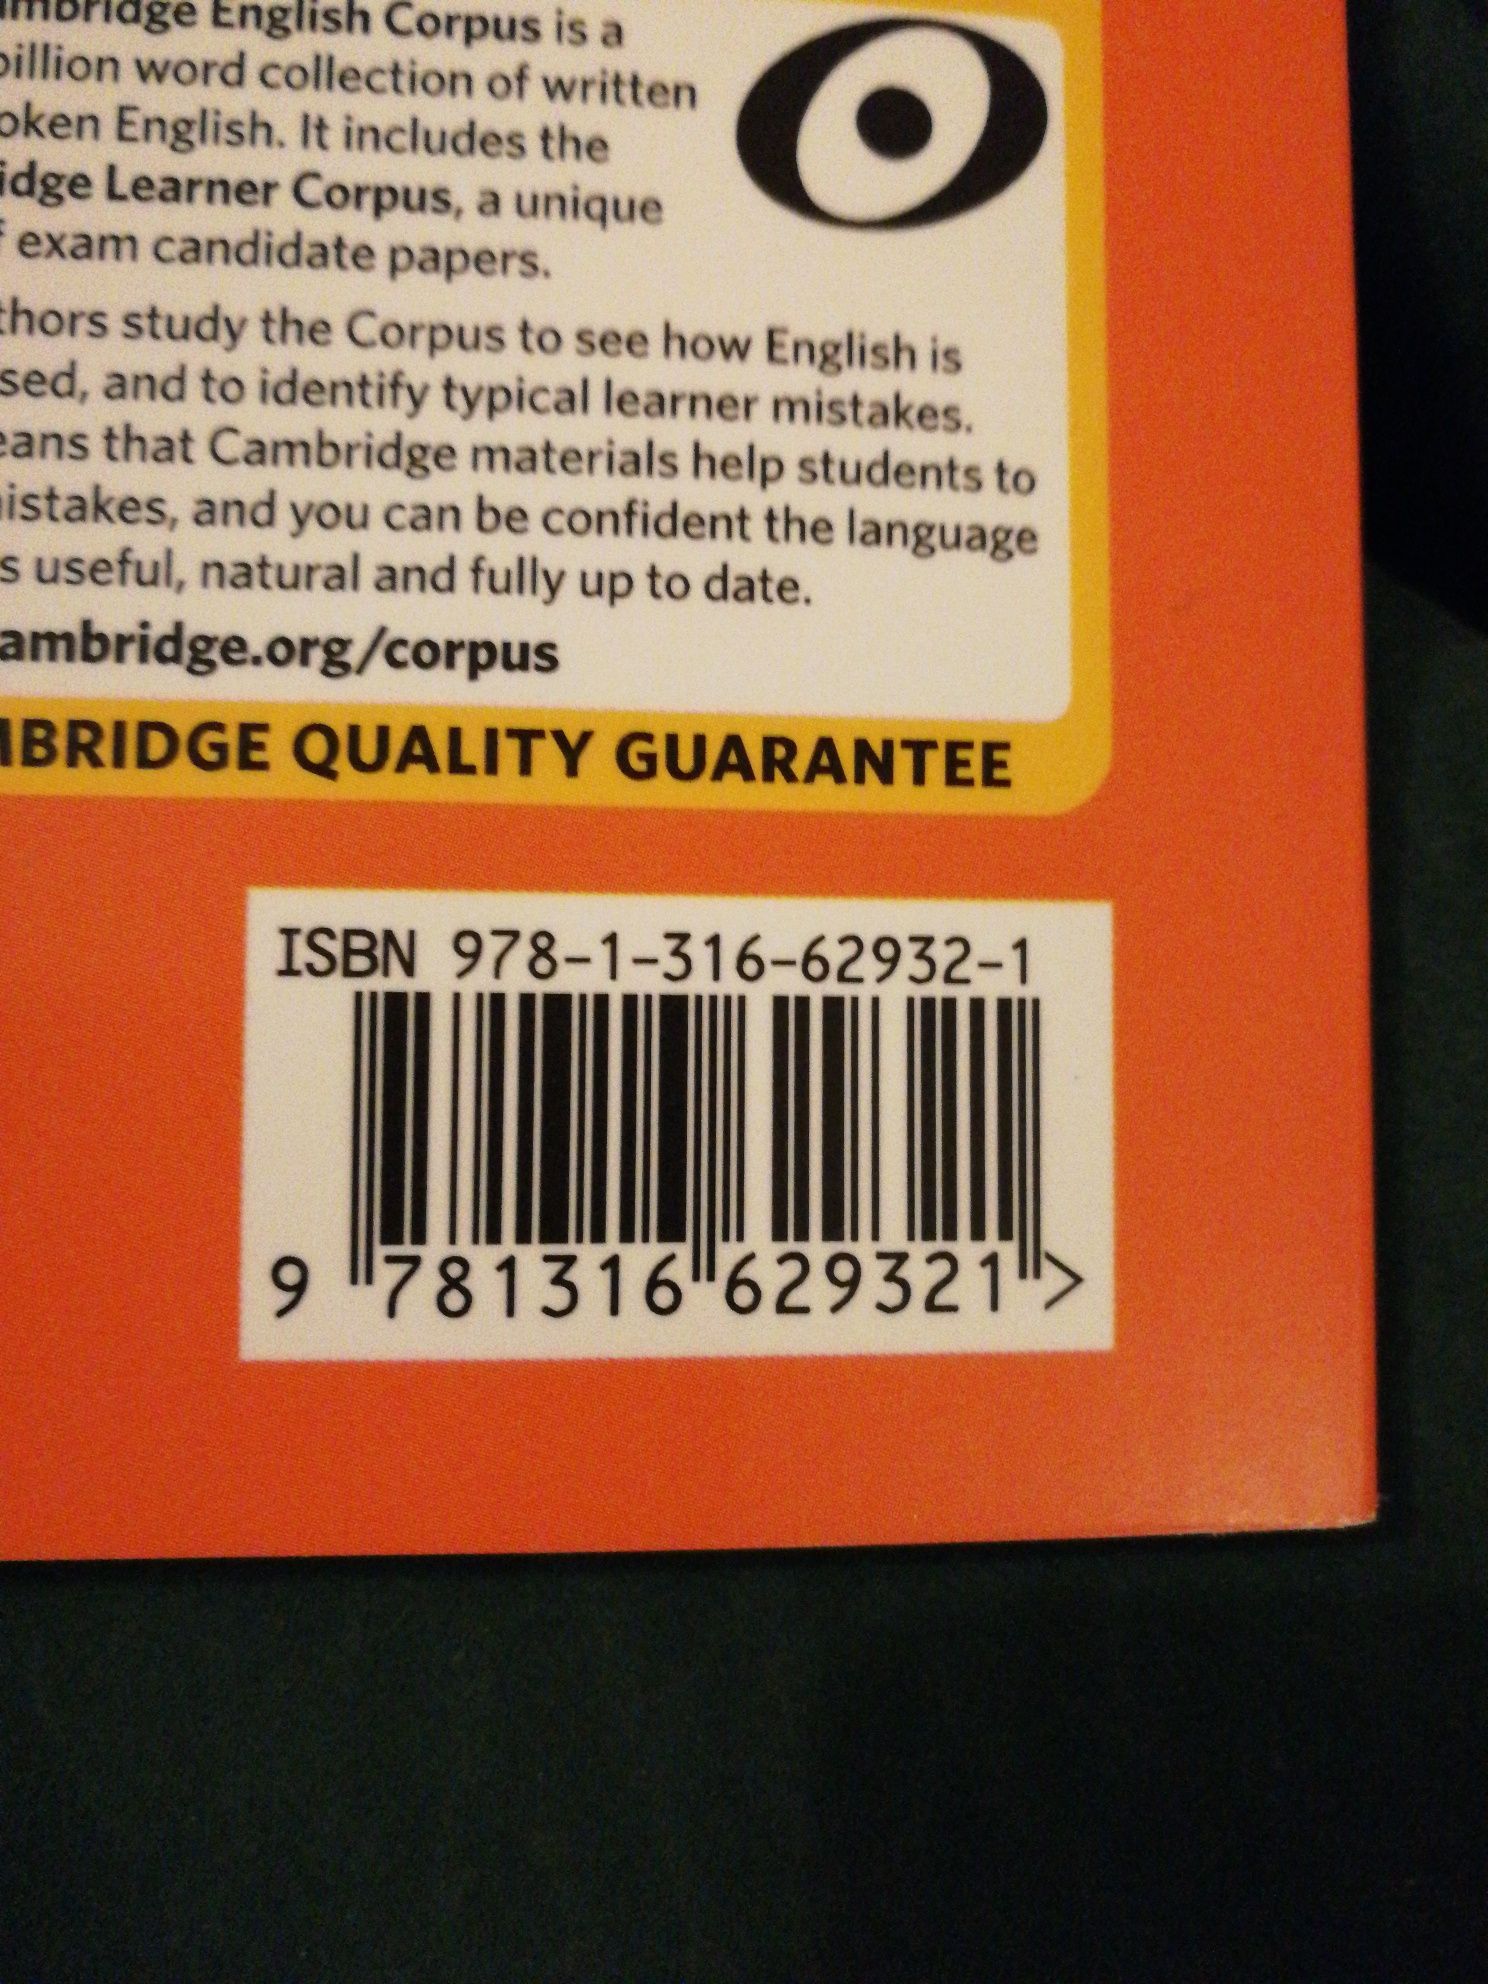 mbridge English Corpus is a
billion word collection of written
oken English. It includes the
idge Learner Corpus, a unique
f exam candidate papers.
thors study the Corpus to see how English is
sed, and to identify typical learner mistakes.
eans that Cambridge materials help students to
istakes, and you can be confident the language
s useful, natural and fully up to date.
ambridge.org/corpus
MBRIDGE QUALITY GUARANTEE
ISBN 978-1-316-62932-1
9 781316 629321 >